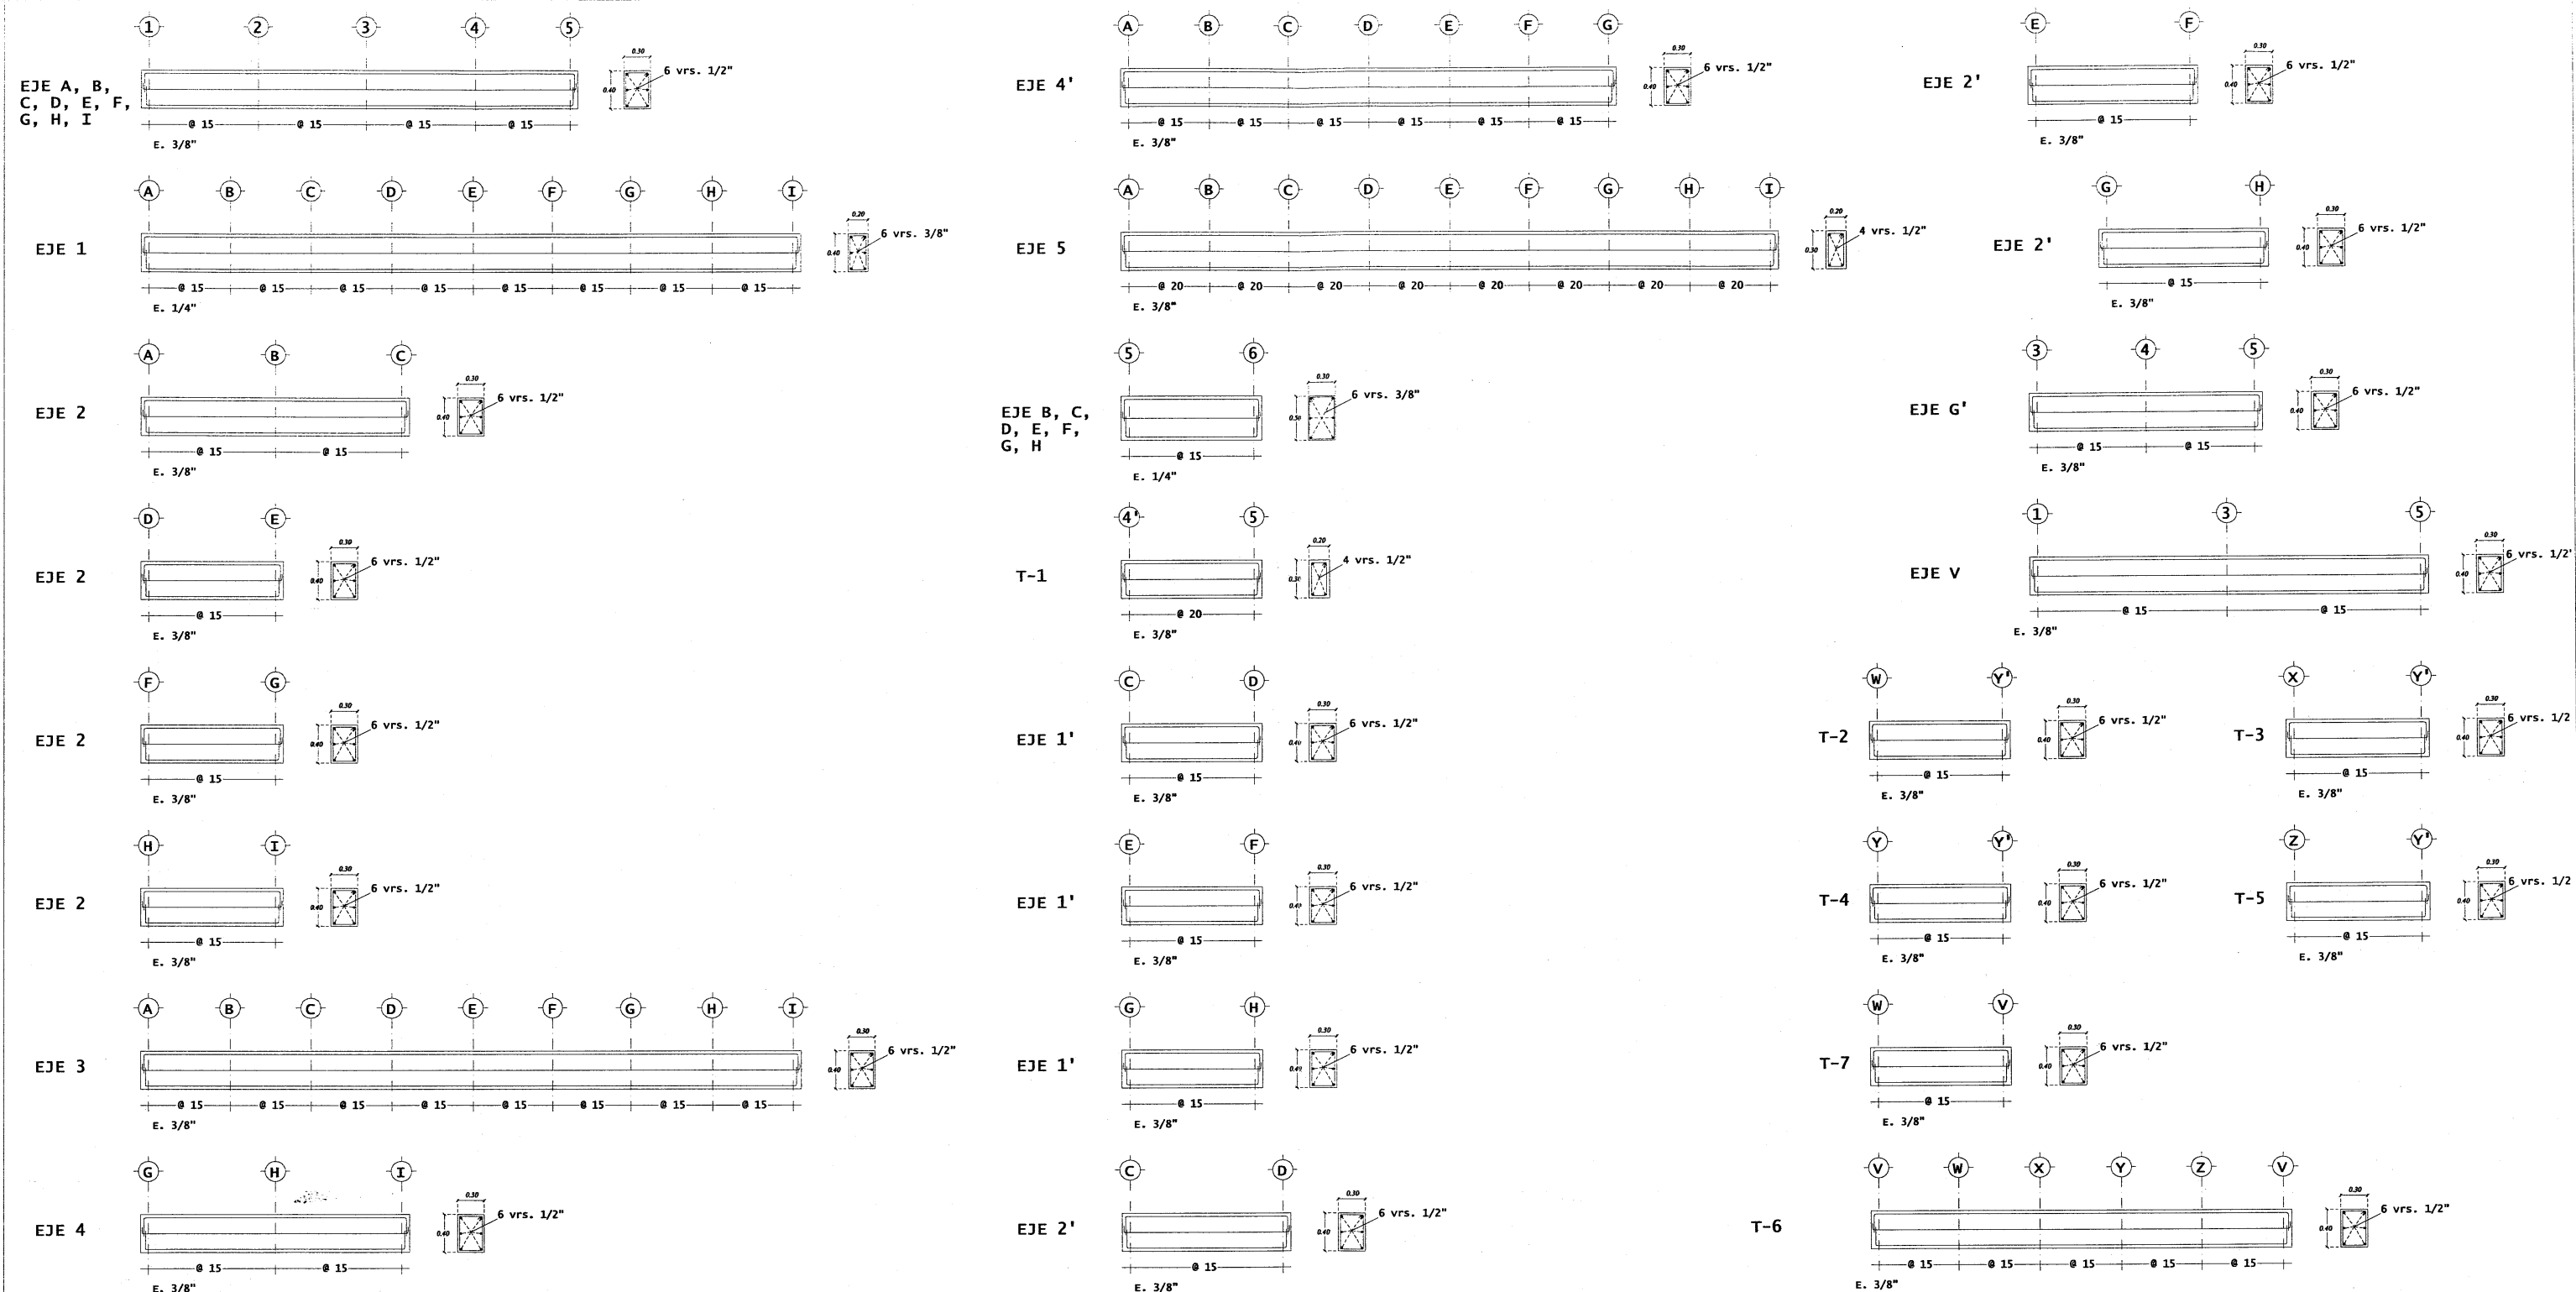 1 2 3 4 5
0.30
6 vrs. 1/2"
0.40
EJE A, B,
C, D, E, F,
G, H, I
@ 15 @ 15 @ 15 @ 15
E. 3/8"
A B C D E F G H I
0.20
6 vrs. 3/8"
0.40
EJE 1
@ 15 @ 15 @ 15 @ 15 @ 15 @ 15 @ 15 @ 15
E. 1/4"
A B C
0.30
6 vrs. 1/2"
0.40
EJE 2
@ 15 @ 15
E. 3/8"
D E
0.30
6 vrs. 1/2"
0.40
EJE 2
@ 15
E. 3/8"
F G
0.30
6 vrs. 1/2"
0.40
EJE 2
@ 15
E. 3/8"
H I
0.30
6 vrs. 1/2"
0.40
EJE 2
@ 15
E. 3/8"
A B C D E F G H I
0.30
6 vrs. 1/2"
0.40
EJE 3
@ 15 @ 15 @ 15 @ 15 @ 15 @ 15 @ 15 @ 15
E. 3/8"
G H I
0.30
6 vrs. 1/2"
0.40
EJE 4
@ 15 @ 15
E. 3/8"
A B C D E F G
0.30
6 vrs. 1/2"
0.40
EJE 4'
@ 15 @ 15 @ 15 @ 15 @ 15 @ 15
E. 3/8"
A B C D E F G H I
0.20
4 vrs. 1/2"
0.30
EJE 5
@ 20 @ 20 @ 20 @ 20 @ 20 @ 20 @ 20 @ 20
E. 3/8"
5 6
0.30
6 vrs. 3/8"
EJE B, C,
D, E, F,
G, H
@ 15
E. 1/4"
4' 5
0.20
4 vrs. 1/2"
0.30
T-1
@ 20
E. 3/8"
C D
0.30
6 vrs. 1/2"
0.40
EJE 1'
@ 15
E. 3/8"
E F
0.30
6 vrs. 1/2"
0.40
EJE 1'
@ 15
E. 3/8"
G H
0.30
6 vrs. 1/2"
0.40
EJE 1'
@ 15
E. 3/8"
C D
0.30
6 vrs. 1/2"
0.40
EJE 2'
@ 15
E. 3/8"
E F
0.30
6 vrs. 1/2"
0.40
EJE 2'
@ 15
E. 3/8"
G H
0.30
6 vrs. 1/2"
0.40
EJE 2'
@ 15
E. 3/8"
3 4 5
0.30
6 vrs. 1/2"
0.40
EJE G'
@ 15 @ 15
E. 3/8"
1 3 5
0.30
6 vrs. 1/2'
0.40
EJE V
@ 15 @ 15
E. 3/8"
W Y'
0.30
6 vrs. 1/2"
0.40
T-2
@ 15
E. 3/8"
X Y'
0.30
6 vrs. 1/2
0.40
T-3
@ 15
E. 3/8"
Y Y'
0.30
6 vrs. 1/2"
0.40
T-4
@ 15
E. 3/8"
Z Y'
0.30
6 vrs. 1/2
0.40
T-5
@ 15
E. 3/8"
W V
0.30
6 vrs. 1/2"
0.40
T-7
@ 15
E. 3/8"
V W X Y Z V
0.30
6 vrs. 1/2"
0.40
T-6
@ 15 @ 15 @ 15 @ 15 @ 15
E. 3/8"